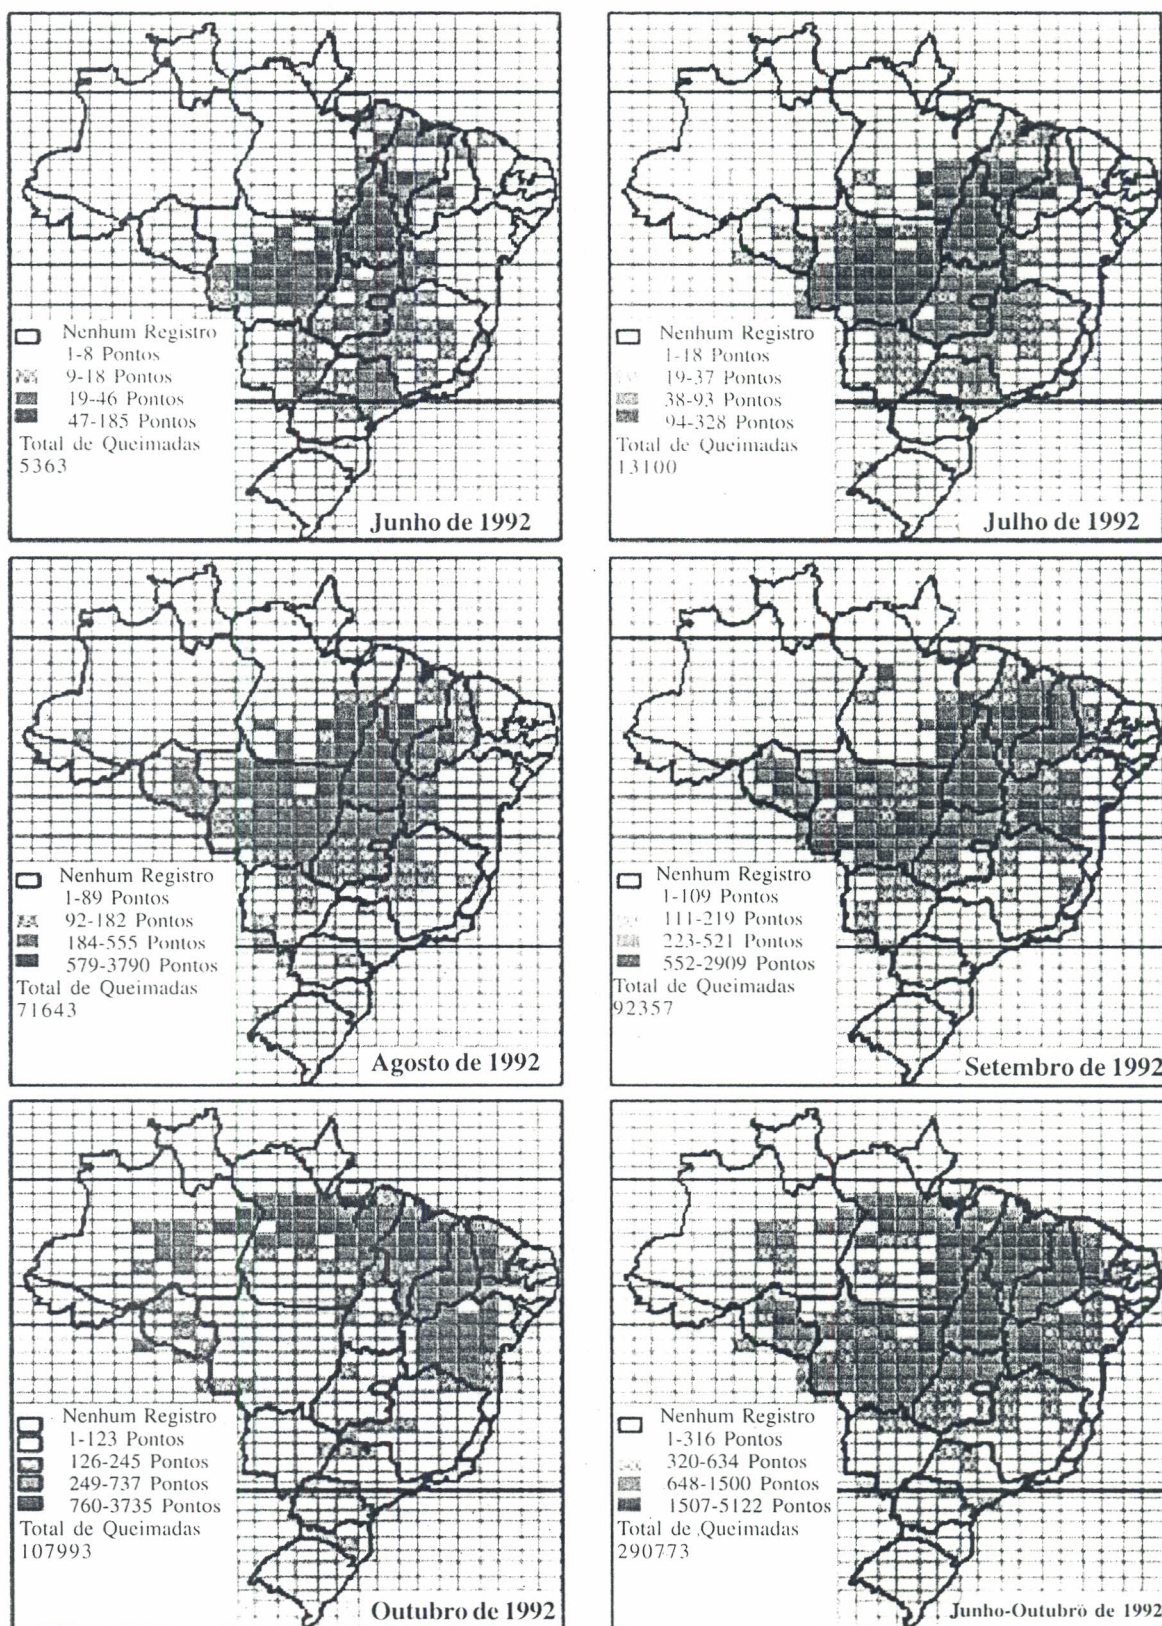 Nenhum Registro
1-8 Pontos
9-18 Pontos
19-46 Pontos
47-185 Pontos
Total de Queimadas
5363
Junho de 1992
Nenhum Registro
1-18 Pontos
19-37 Pontos
38-93 Pontos
94-328 Pontos
Total de Queimadas
13100
Julho de 1992
Nenhum Registro
1-89 Pontos
92-182 Pontos
184-555 Pontos
579-3790 Pontos
Total de Queimadas
71643
Agosto de 1992
Nenhum Registro
1-109 Pontos
111-219 Pontos
223-521 Pontos
552-2909 Pontos
Total de Queimadas
92357
Setembro de 1992
Nenhum Registro
1-123 Pontos
126-245 Pontos
249-737 Pontos
760-3735 Pontos
Total de Queimadas
107993
Outubro de 1992
Nenhum Registro
1-316 Pontos
320-634 Pontos
648-1500 Pontos
1507-5122 Pontos
Total de Queimadas
290773
Junho-Outubro de 1992